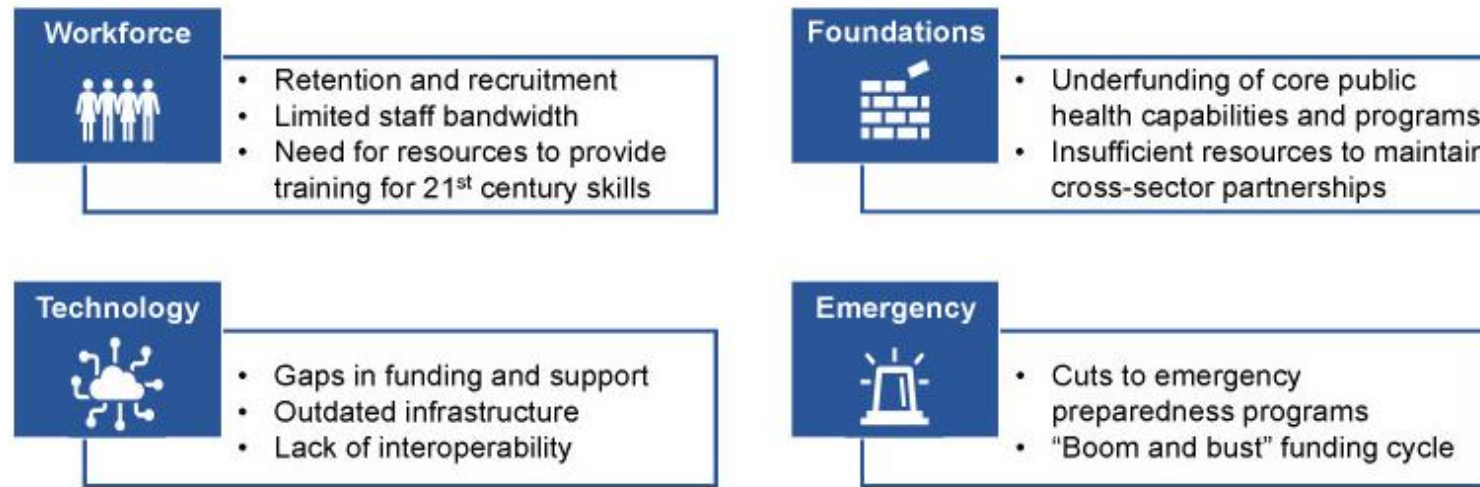 Workforce
• Retention and recruitment
• Limited staff bandwidth
• Need for resources to provide
training for 21st century skills
Foundations
• Underfunding of core public
health capabilities and programs
• Insufficient resources to maintain
cross-sector partnerships
Technology
• Gaps in funding and support
• Outdated infrastructure
• Lack of interoperability
Emergency
• Cuts to emergency
preparedness programs
• “Boom and bust” funding cycle